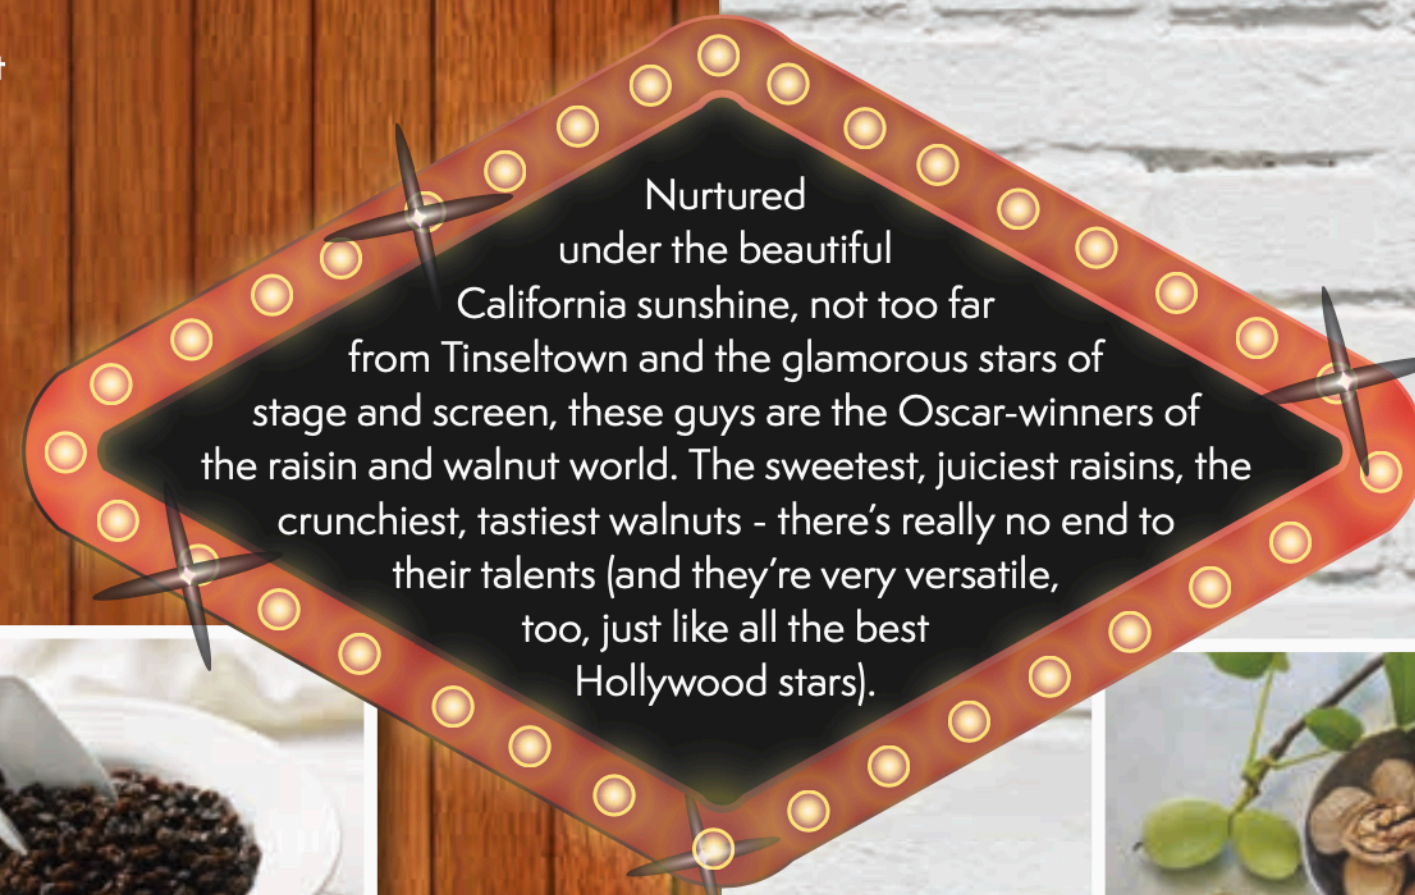 Nurtured
under the beautiful
California sunshine, not too far
from Tinseltown and the glamorous stars of
stage and screen, these guys are the Oscar-winners of
the raisin and walnut world. The sweetest, juiciest raisins, the
crunchiest, tastiest walnuts - there's really no end to
their talents (and they're very versatile,
too, just like all the best
Hollywood stars).